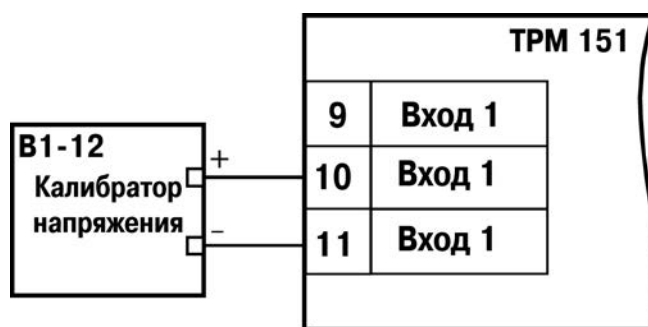 ТРМ 151
9 Вход 1
В1-12
+
Калибратор
10 Вход 1
напряжения
–
11 Вход 1